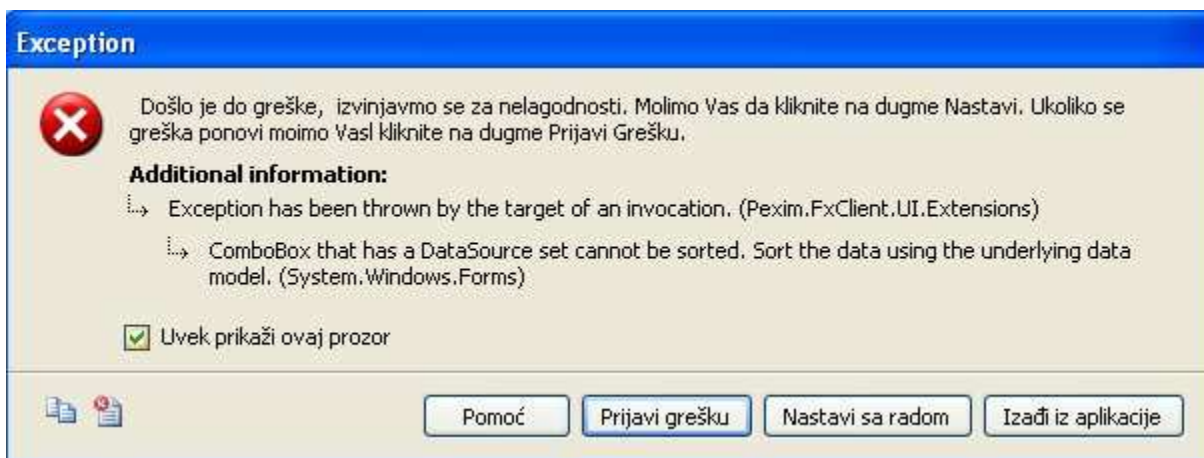 Exception
Došlo je do greške, izvinjavmo se za nelagodnosti. Molimo Vas da kliknite na dugme Nastavi. Ukoliko se
greška ponovi moimo Vasl kliknite na dugme Prijavi Grešku.
Additional information:
Exception has been thrown by the target of an invocation. (Pexim.FxClient.UI.Extensions)
ComboBox that has a DataSource set cannot be sorted. Sort the data using the underlying data
model. (System.Windows.Forms)
Uvek prikaži ovaj prozor
Pomoć
Prijavi grešku
Nastavi sa radom
Izađi iz aplikacije